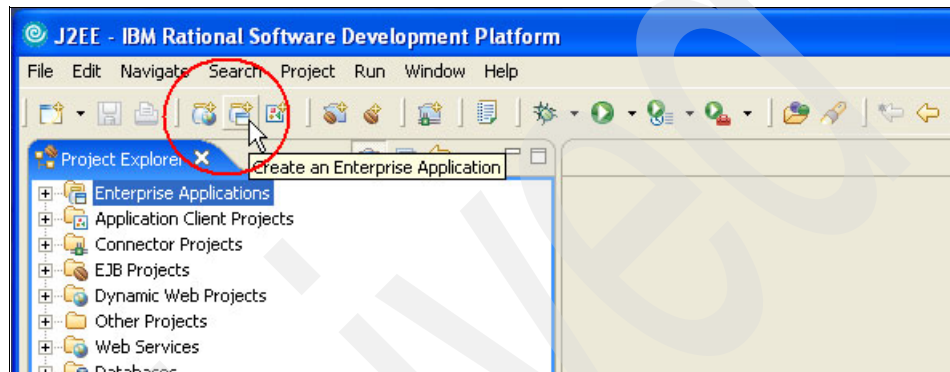 J2EE - IBM Rational Software Development Platform
File Edit Navigate Search Project Run Window Help
Project Explorer
Create an Enterprise Application
Enterprise Applications
Application Client Projects
Connector Projects
EJB Projects
Dynamic Web Projects
Other Projects
Web Services
Databases